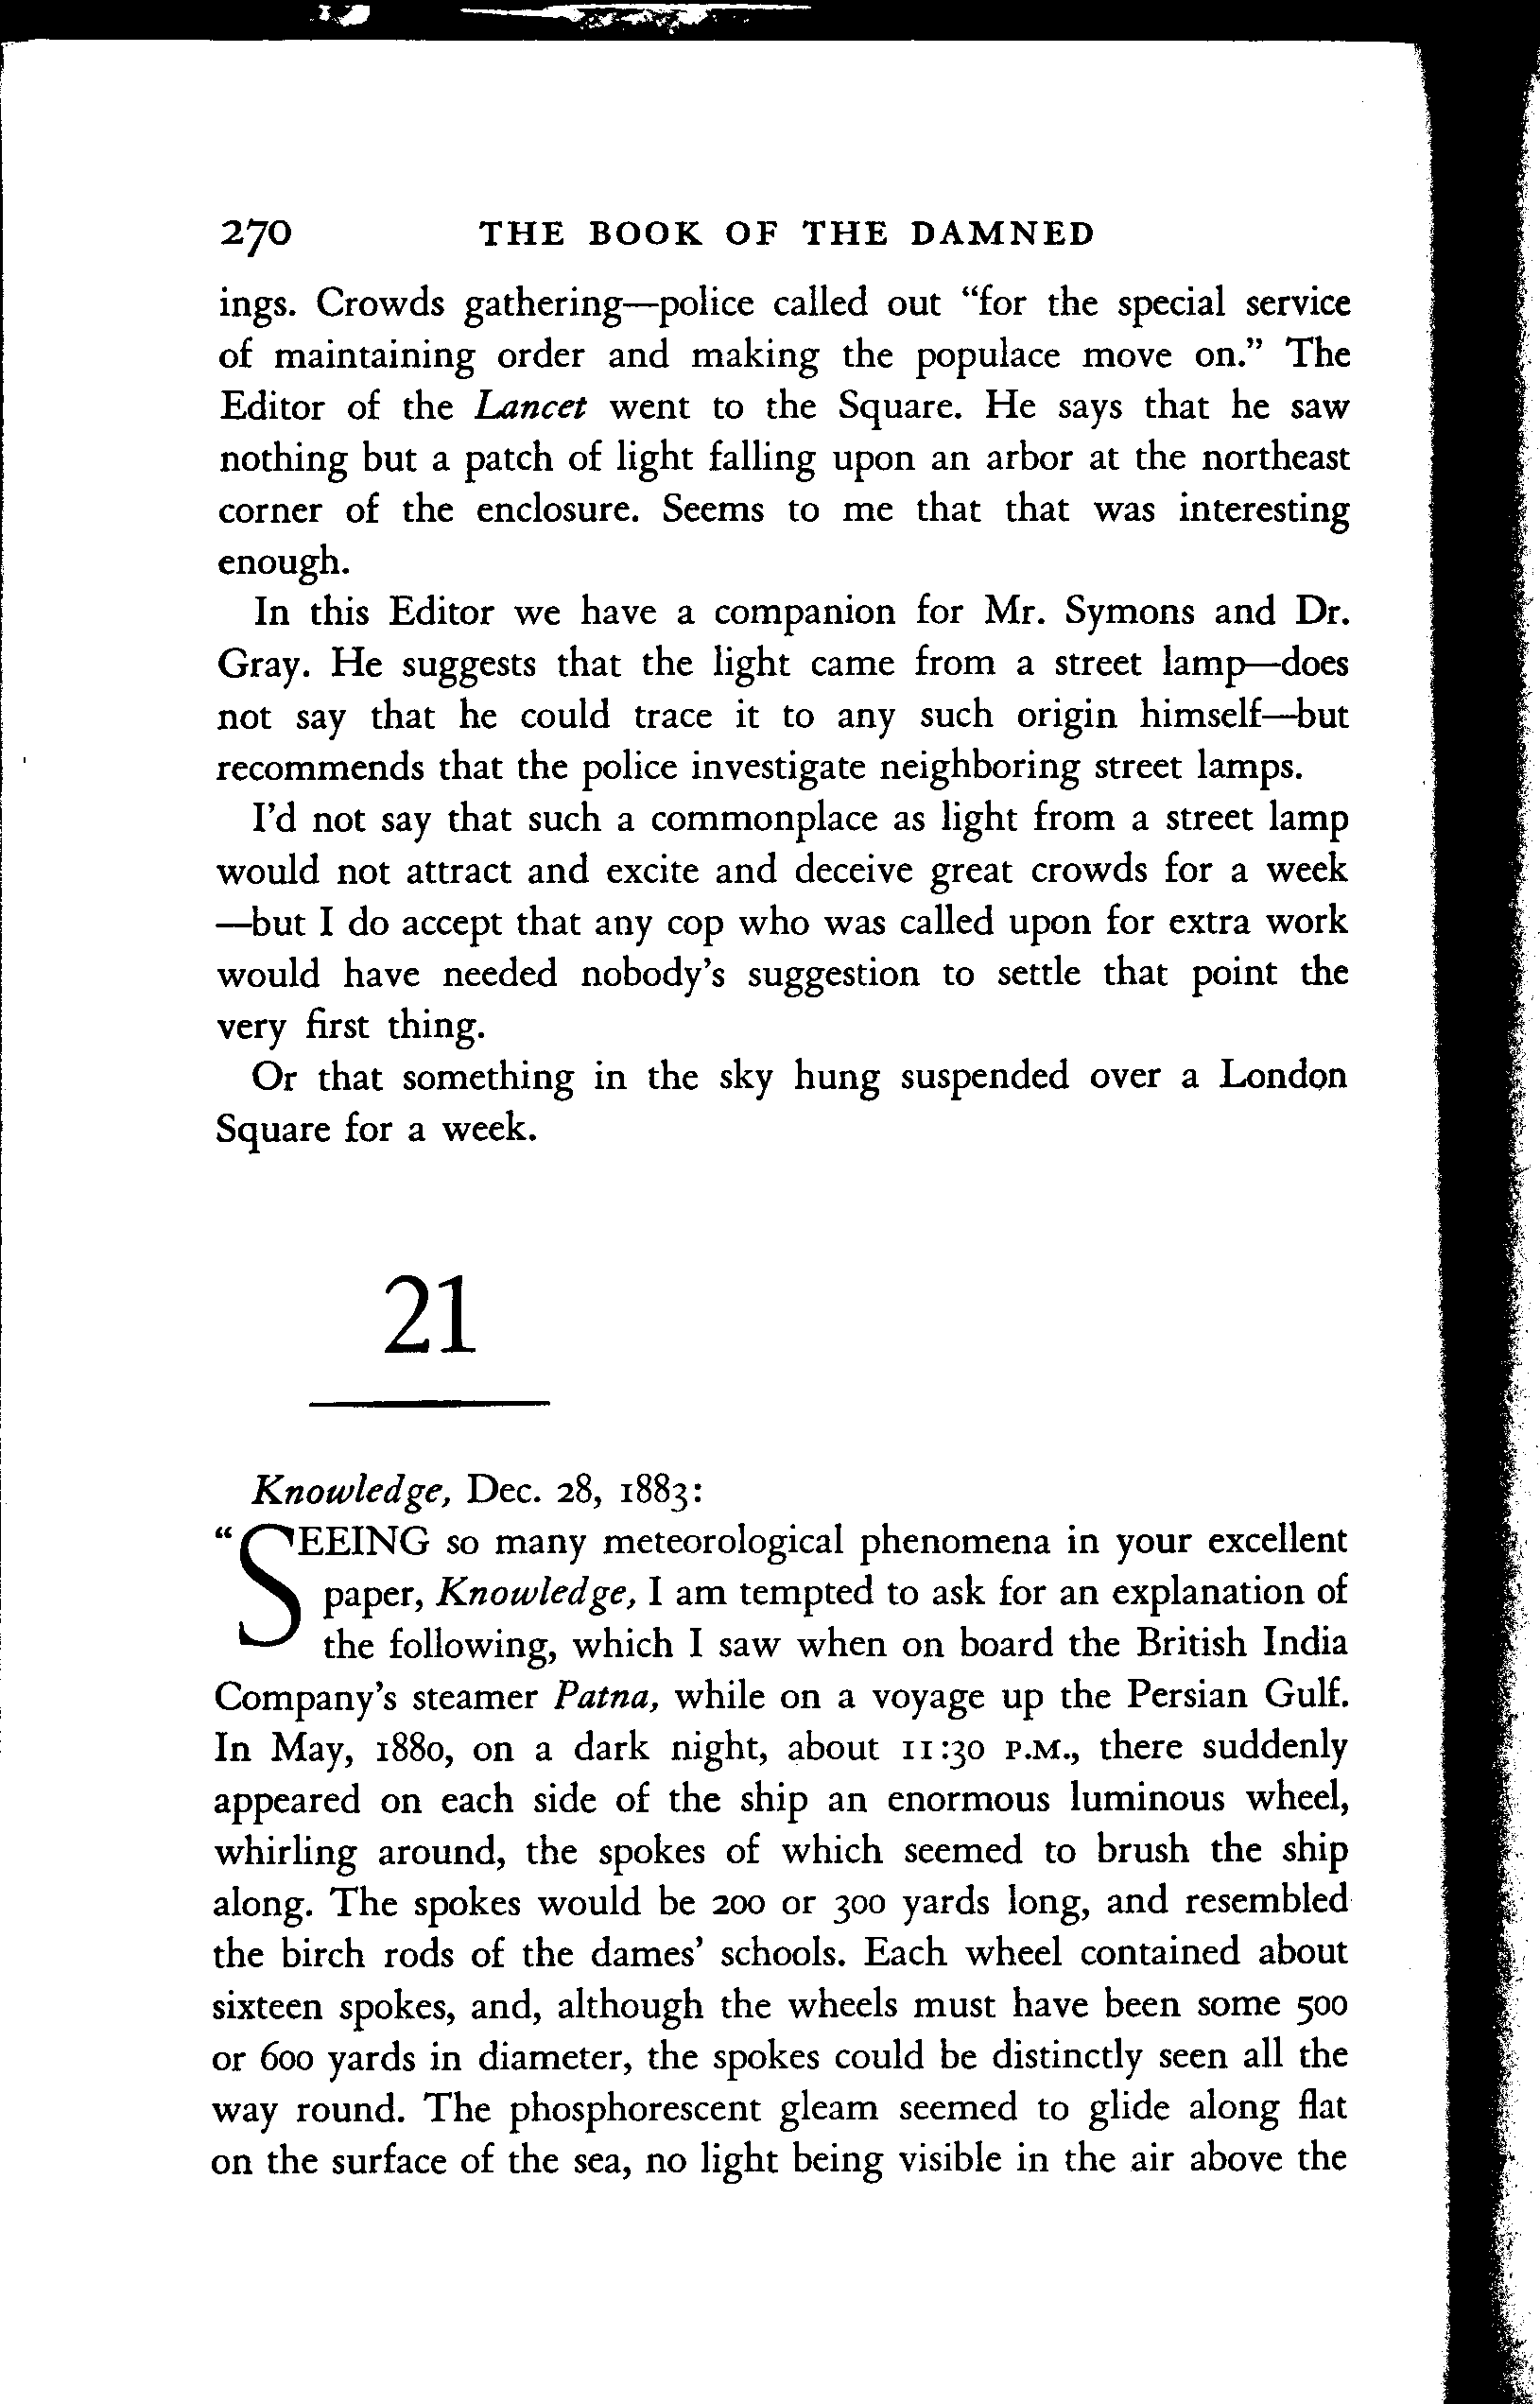 270 THE BOOK OF THE DAMNED
ings. Crowds gathering—police called out “for the special service
of maintaining order and making the populace move on.” The
Editor of the Lancet went to the Square. He says that he saw
nothing but a patch of light falling upon an arbor at the northeast
corner of the enclosure. Seems to me that that was interesting
enough.
In this Editor we have a companion for Mr. Symons and Dr.
Gray. He suggests that the light came from a street lamp—does
not say that he could trace it to any such origin himself—but
recommends that the police investigate neighboring street lamps.
I’d not say that such a commonplace as light from a street lamp
would not attract and excite and deceive great crowds for a week
—but I do accept that any cop who was called upon for extra work
would have needed nobody’s suggestion to settle that point the
very first thing.
Or that something in the sky hung suspended over a London
Square for a week.
21
Knowledge, Dec. 28, 1883:
“SEEING so many meteorological phenomena in your excellent
paper, Knowledge, I am tempted to ask for an explanation of
the following, which I saw when on board the British India
Company’s steamer Patna, while on a voyage up the Persian Gulf.
In May, 1880, on a dark night, about 11:30 P.M., there suddenly
appeared on each side of the ship an enormous luminous wheel,
whirling around, the spokes of which seemed to brush the ship
along. The spokes would be 200 or 300 yards long, and resembled
the birch rods of the dames’ schools. Each wheel contained about
sixteen spokes, and, although the wheels must have been some 500
or 600 yards in diameter, the spokes could be distinctly seen all the
way round. The phosphorescent gleam seemed to glide along flat
on the surface of the sea, no light being visible in the air above the